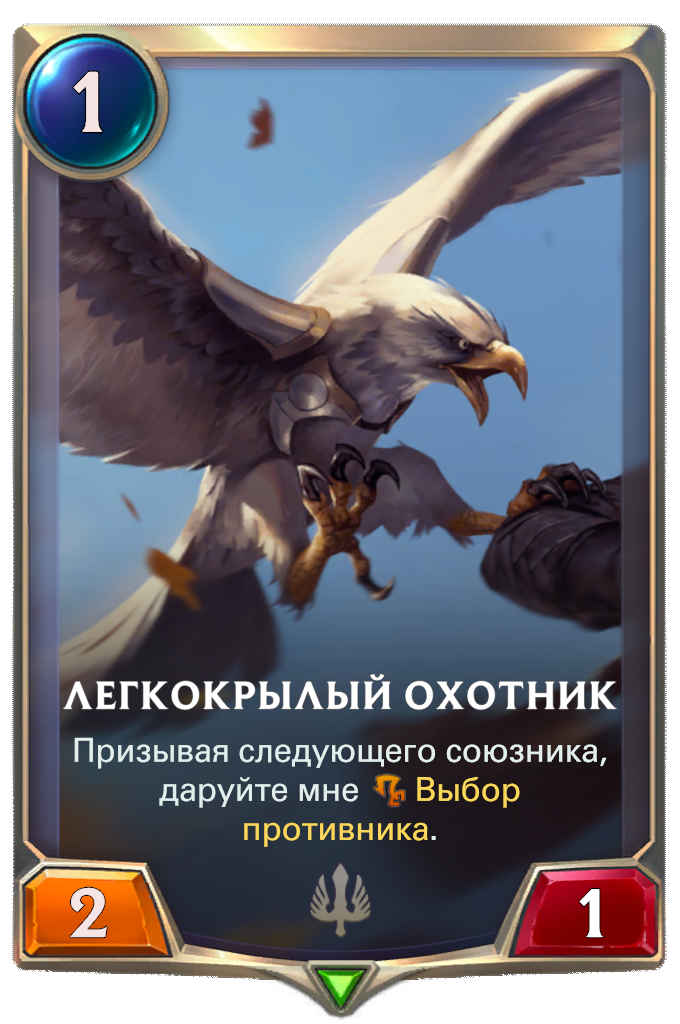 1
ЛЕГКОКРЫЛЫЙ ОХОТНИК
Призывая следующего союзника,
даруйте мне Выбор
противника.
2
1